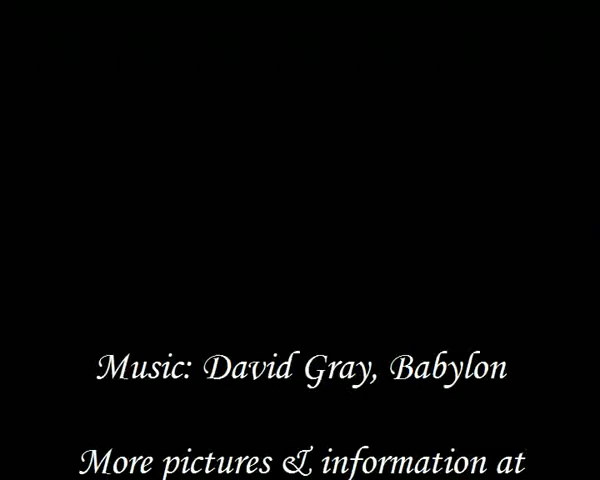 Music: David Gray, Babylon
More pictures & information at